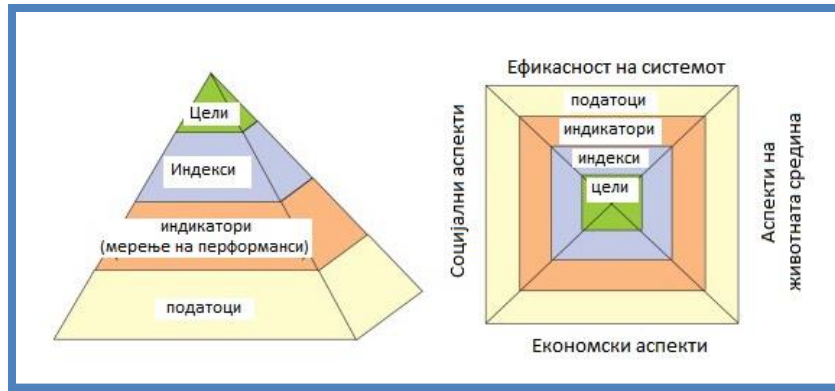 Цели
Индекси
индикатори
(мерење на перформанси)
податоци
Ефикасност на системот
податоци
индикатори
индекси
цели
Социјални аспекти
Аспекти на
животната средина
Економски аспекти